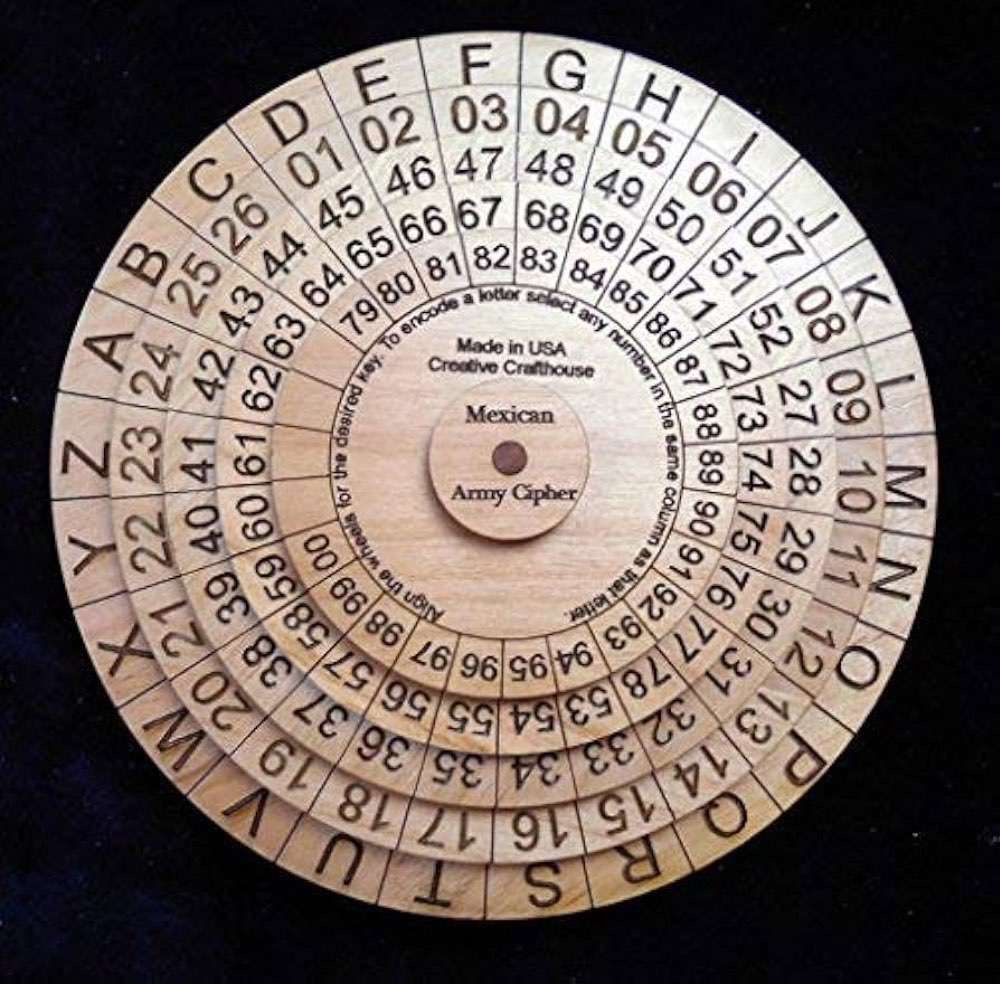 A B C D E F G H I J K L M N O P Q R S T U V W X Y Z
01 02 03 04 05 06 07 08 09 10 11 12 13 14 15 16 17 18 19 20 21 22 23 24 25 26
27 28 29 30 31 32 33 34 35 36 37 38 39 40 41 42 43 44 45 46 47 48 49 50 51 52
53 54 55 56 57 58 59 60 61 62 63 64 65 66 67 68 69 70 71 72 73 74 75 76 77 78
79 80 81 82 83 84 85 86 87 88 89 90 91 92 93 94 95 96 97 98 99 00
Align the wheels for the desired key. To encode a letter select any number in the same column as that letter.
Made in USA
Creative Crafthouse
Mexican
Army Cipher